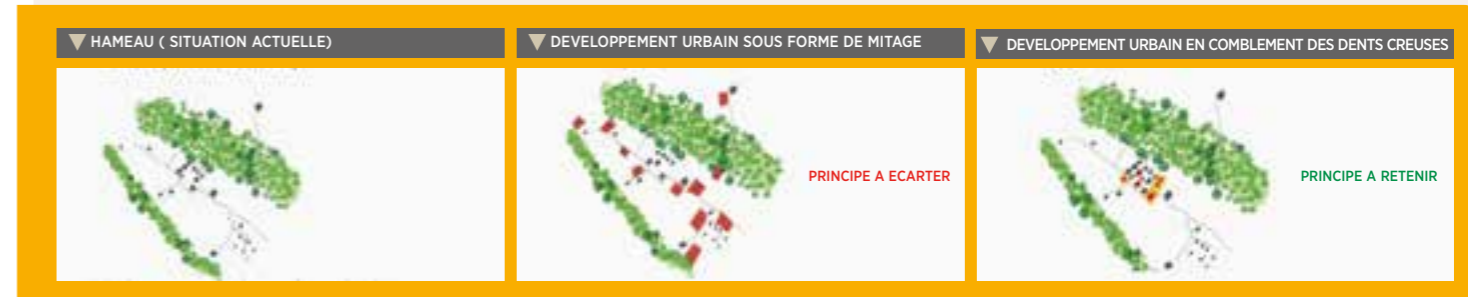 HAMEAU ( SITUATION ACTUELLE)
DEVELOPPEMENT URBAIN SOUS FORME DE MITAGE
DEVELOPPEMENT URBAIN EN COMBLEMENT DES DENTS CREUSES
PRINCIPE A ECARTER
PRINCIPE A RETENIR